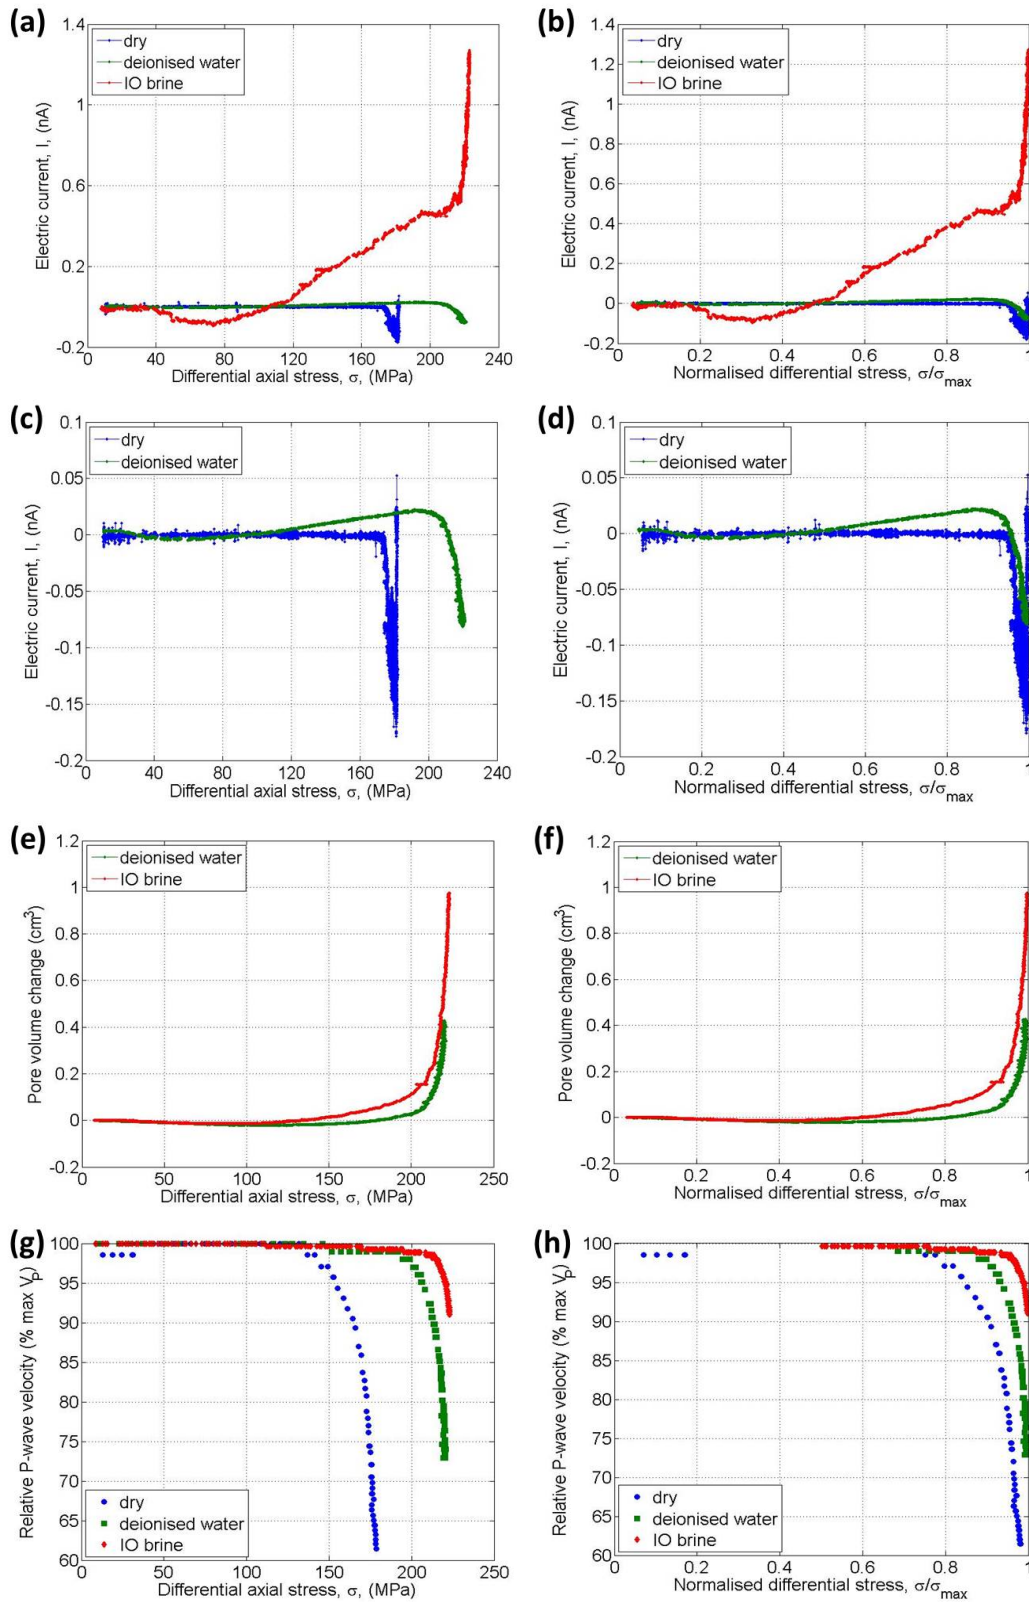 (a)
1.4
1
0.6
0.2
-0.2
0
40
80
120
160
200
240
Electric current, I, (nA)
Differential axial stress, σ, (MPa)
dry
deionised water
IO brine
(b)
1.4
1.2
1
0.8
0.6
0.4
0.2
0
-0.2
0
0.2
0.4
0.6
0.8
1
Electric current, I, (nA)
Normalised differential stress, σ/σmax
dry
deionised water
IO brine
(c)
0.1
0.05
0
-0.05
-0.1
-0.15
-0.2
0
40
80
120
160
200
240
Electric current, I, (nA)
Differential axial stress, σ, (MPa)
dry
deionised water
(d)
0.1
0.05
0
-0.05
-0.1
-0.15
-0.2
0
0.2
0.4
0.6
0.8
1
Electric current, I, (nA)
Normalised differential stress, σ/σmax
dry
deionised water
(e)
1.2
1
0.8
0.6
0.4
0.2
0
-0.2
0
50
100
150
200
250
Pore volume change (cm³)
Differential axial stress, σ, (MPa)
deionised water
IO brine
(f)
1.2
1
0.8
0.6
0.4
0.2
0
-0.2
0
0.2
0.4
0.6
0.8
1
Pore volume change (cm³)
Normalised differential stress, σ/σmax
deionised water
IO brine
(g)
100
95
90
85
80
75
70
65
60
0
50
100
150
200
250
Relative P-wave velocity (% max VP)
Differential axial stress, σ, (MPa)
dry
deionised water
IO brine
(h)
100
95
90
85
80
75
70
65
60
0
0.2
0.4
0.6
0.8
1
Relative P-wave velocity (% max VP)
Normalised differential stress, σ/σmax
dry
deionised water
IO brine